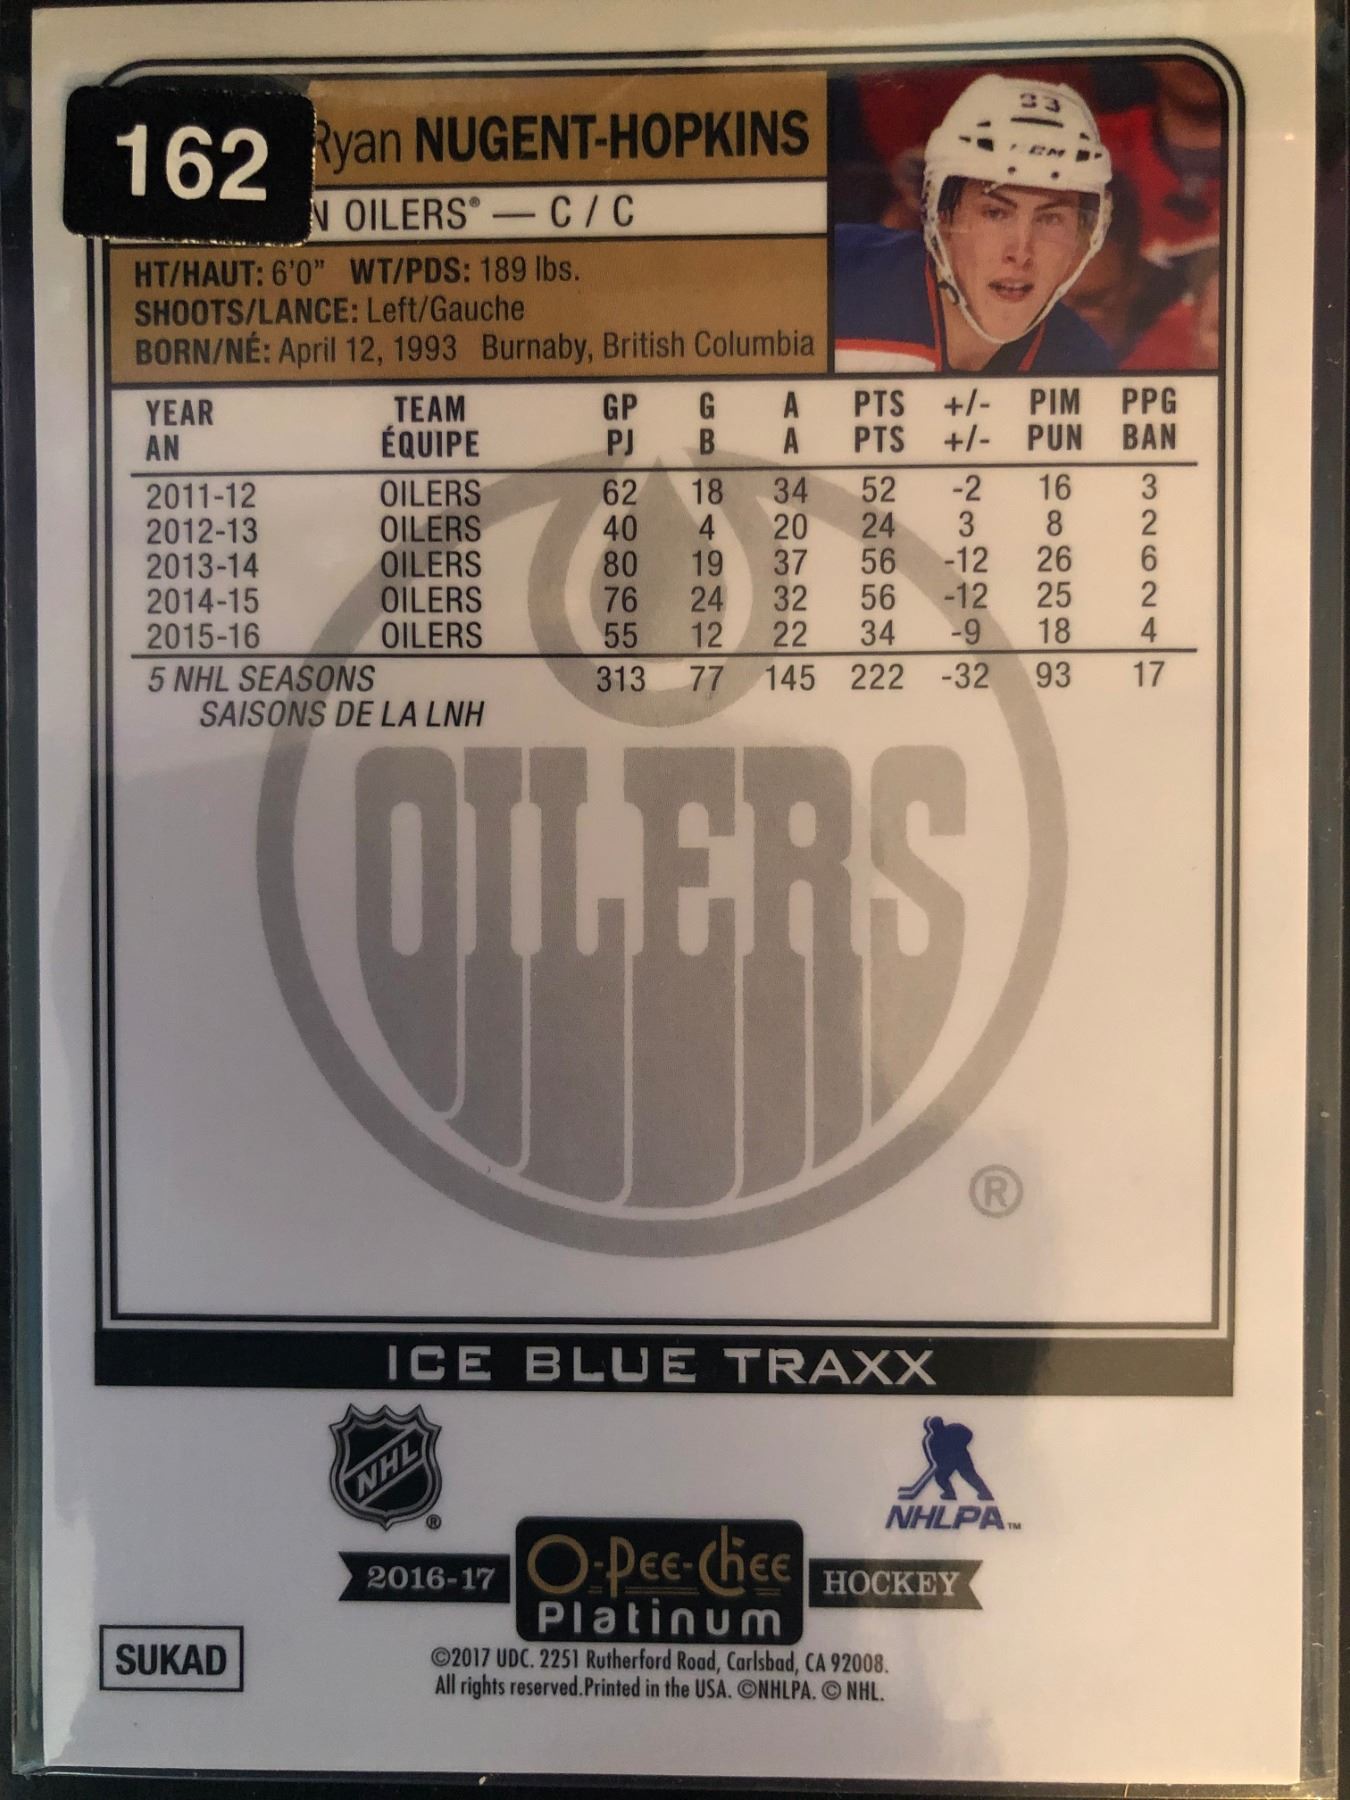 162
Ryan NUGENT-HOPKINS
N OILERS® — C / C
HT/HAUT: 6'0" WT/PDS: 189 lbs.
SHOOTS/LANCE: Left/Gauche
BORN/NÉ: April 12, 1993 Burnaby, British Columbia
93
CCM
YEAR TEAM GP G A PTS +/- PIM PPG
AN ÉQUIPE PJ B A PTS +/- PUN BAN
2011-12 OILERS 62 18 34 52 -2 16 3
2012-13 OILERS 40 4 20 24 3 8 2
2013-14 OILERS 80 19 37 56 -12 26 6
2014-15 OILERS 76 24 32 56 -12 25 2
2015-16 OILERS 55 12 22 34 -9 18 4
5 NHL SEASONS 313 77 145 222 -32 93 17
SAISONS DE LA LNH
OILERS
®
ICE BLUE TRAXX
NHL ®
NHLPA™
2016-17 O-Pee-Chee HOCKEY
Platinum
SUKAD
©2017 UDC. 2251 Rutherford Road, Carlsbad, CA 92008.
All rights reserved.Printed in the USA. ©NHLPA. © NHL.